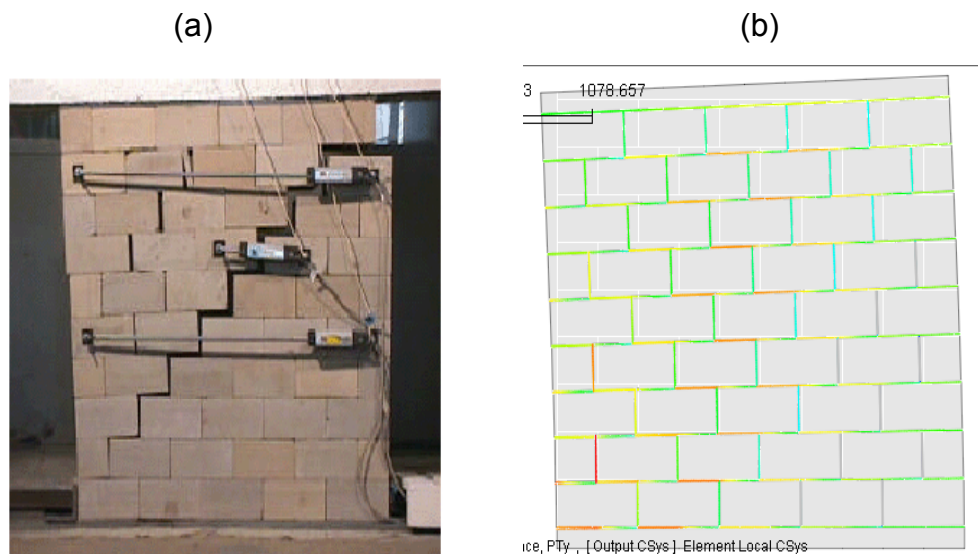 (a)
(b)
3 1078.657
ce, PTy , [ Output CSys ] Element Local CSys